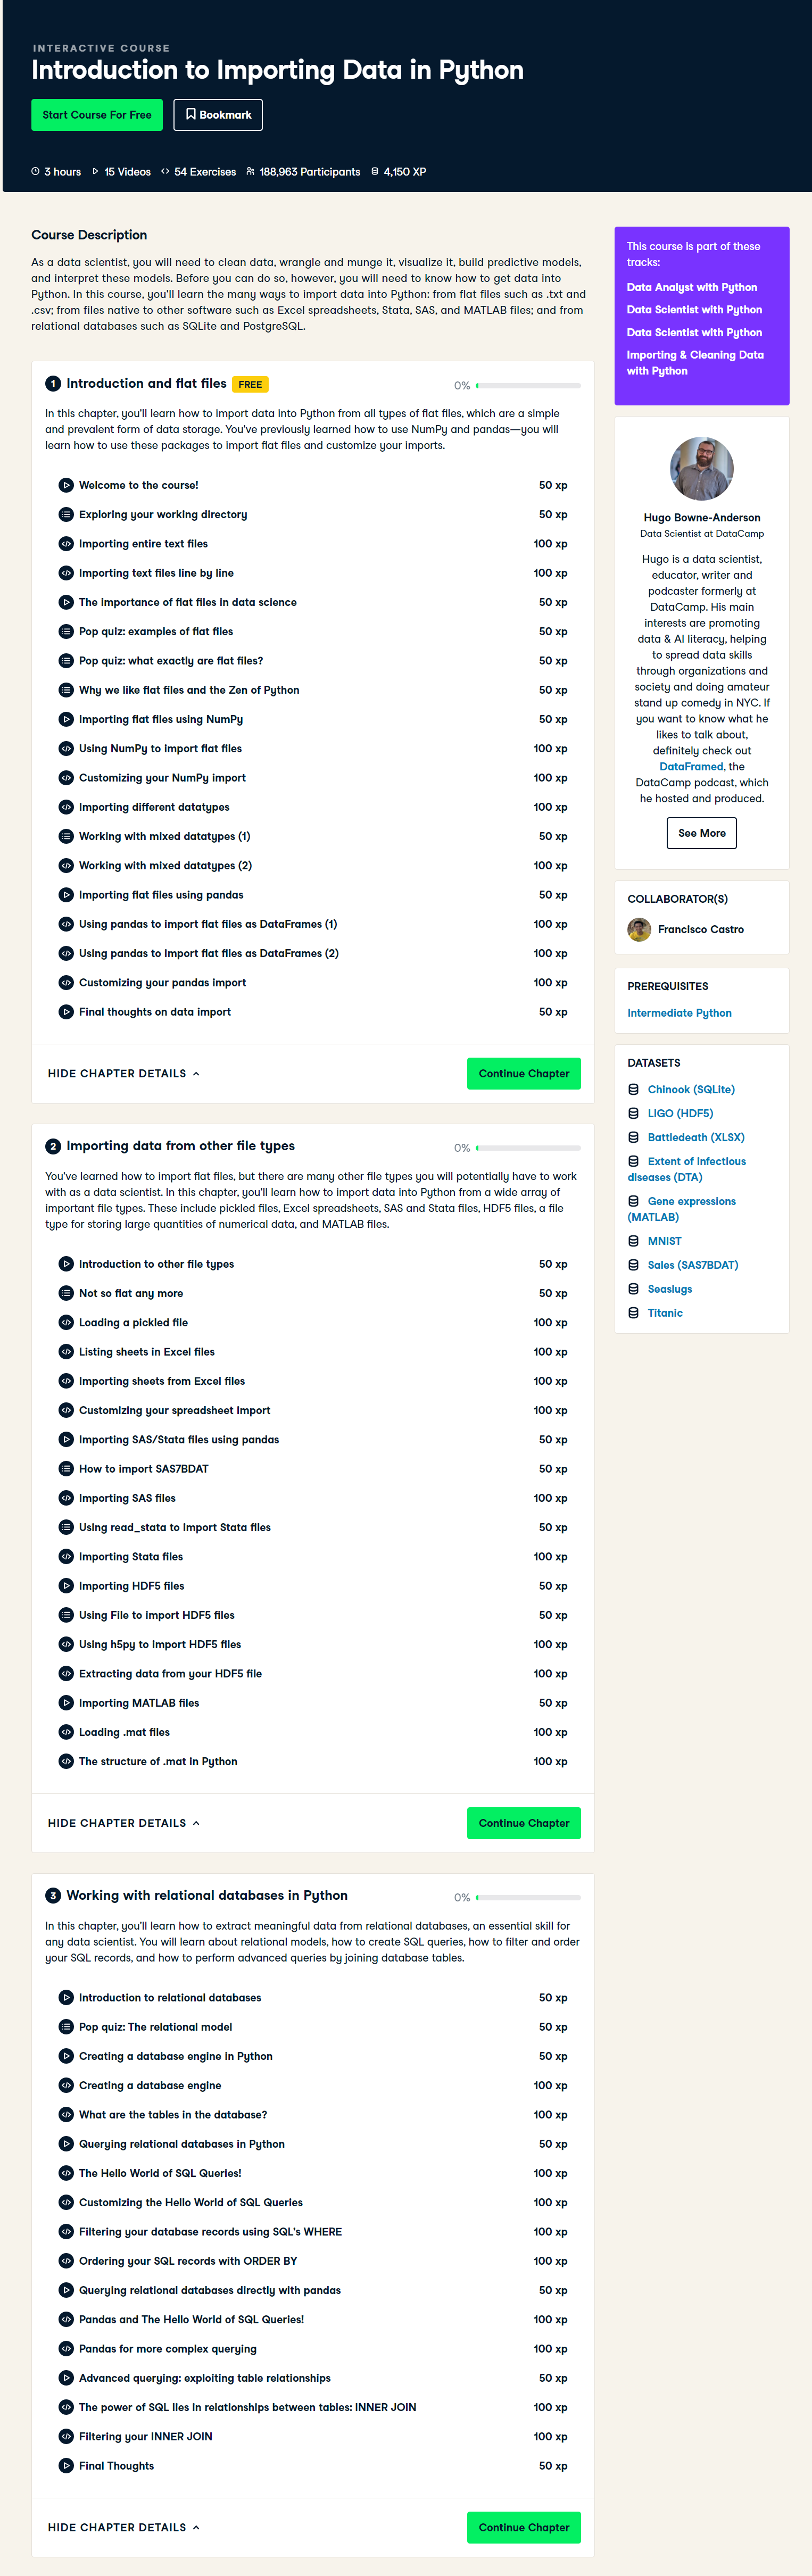 INTERACTIVE COURSE
Introduction to Importing Data in Python
Start Course For Free
Bookmark
3 hours
15 Videos
54 Exercises
188,963 Participants
4,150 XP
Course Description
As a data scientist, you will need to clean data, wrangle and munge it, visualize it, build predictive models,
and interpret these models. Before you can do so, however, you will need to know how to get data into
Python. In this course, you'll learn the many ways to import data into Python: from flat files such as .txt and
.csv; from files native to other software such as Excel spreadsheets, Stata, SAS, and MATLAB files; and from
relational databases such as SQLite and PostgreSQL.
1 Introduction and flat files FREE 0%
In this chapter, you'll learn how to import data into Python from all types of flat files, which are a simple
and prevalent form of data storage. You've previously learned how to use NumPy and pandas—you will
learn how to use these packages to import flat files and customize your imports.
Welcome to the course! 50 xp
Exploring your working directory 50 xp
Importing entire text files 100 xp
Importing text files line by line 100 xp
The importance of flat files in data science 50 xp
Pop quiz: examples of flat files 50 xp
Pop quiz: what exactly are flat files? 50 xp
Why we like flat files and the Zen of Python 50 xp
Importing flat files using NumPy 50 xp
Using NumPy to import flat files 100 xp
Customizing your NumPy import 100 xp
Importing different datatypes 100 xp
Working with mixed datatypes (1) 50 xp
Working with mixed datatypes (2) 100 xp
Importing flat files using pandas 50 xp
Using pandas to import flat files as DataFrames (1) 100 xp
Using pandas to import flat files as DataFrames (2) 100 xp
Customizing your pandas import 100 xp
Final thoughts on data import 50 xp
HIDE CHAPTER DETAILS
Continue Chapter
2 Importing data from other file types 0%
You've learned how to import flat files, but there are many other file types you will potentially have to work
with as a data scientist. In this chapter, you'll learn how to import data into Python from a wide array of
important file types. These include pickled files, Excel spreadsheets, SAS and Stata files, HDF5 files, a file
type for storing large quantities of numerical data, and MATLAB files.
Introduction to other file types 50 xp
Not so flat any more 50 xp
Loading a pickled file 100 xp
Listing sheets in Excel files 100 xp
Importing sheets from Excel files 100 xp
Customizing your spreadsheet import 100 xp
Importing SAS/Stata files using pandas 50 xp
How to import SAS7BDAT 50 xp
Importing SAS files 100 xp
Using read_stata to import Stata files 50 xp
Importing Stata files 100 xp
Importing HDF5 files 50 xp
Using File to import HDF5 files 50 xp
Using h5py to import HDF5 files 100 xp
Extracting data from your HDF5 file 100 xp
Importing MATLAB files 50 xp
Loading .mat files 100 xp
The structure of .mat in Python 100 xp
HIDE CHAPTER DETAILS
Continue Chapter
3 Working with relational databases in Python 0%
In this chapter, you'll learn how to extract meaningful data from relational databases, an essential skill for
any data scientist. You will learn about relational models, how to create SQL queries, how to filter and order
your SQL records, and how to perform advanced queries by joining database tables.
Introduction to relational databases 50 xp
Pop quiz: The relational model 50 xp
Creating a database engine in Python 50 xp
Creating a database engine 100 xp
What are the tables in the database? 100 xp
Querying relational databases in Python 50 xp
The Hello World of SQL Queries! 100 xp
Customizing the Hello World of SQL Queries 100 xp
Filtering your database records using SQL's WHERE 100 xp
Ordering your SQL records with ORDER BY 100 xp
Querying relational databases directly with pandas 50 xp
Pandas and The Hello World of SQL Queries! 100 xp
Pandas for more complex querying 100 xp
Advanced querying: exploiting table relationships 50 xp
The power of SQL lies in relationships between tables: INNER JOIN 100 xp
Filtering your INNER JOIN 100 xp
Final Thoughts 50 xp
HIDE CHAPTER DETAILS
Continue Chapter
This course is part of these
tracks:
Data Analyst with Python
Data Scientist with Python
Data Scientist with Python
Importing & Cleaning Data
with Python
Hugo Bowne-Anderson
Data Scientist at DataCamp
Hugo is a data scientist,
educator, writer and
podcaster formerly at
DataCamp. His main
interests are promoting
data & AI literacy, helping
to spread data skills
through organizations and
society and doing amateur
stand up comedy in NYC. If
you want to know what he
likes to talk about,
definitely check out
DataFramed, the
DataCamp podcast, which
he hosted and produced.
See More
COLLABORATOR(S)
Francisco Castro
PREREQUISITES
Intermediate Python
DATASETS
Chinook (SQLite)
LIGO (HDF5)
Battledeath (XLSX)
Extent of infectious
diseases (DTA)
Gene expressions
(MATLAB)
MNIST
Sales (SAS7BDAT)
Seaslugs
Titanic